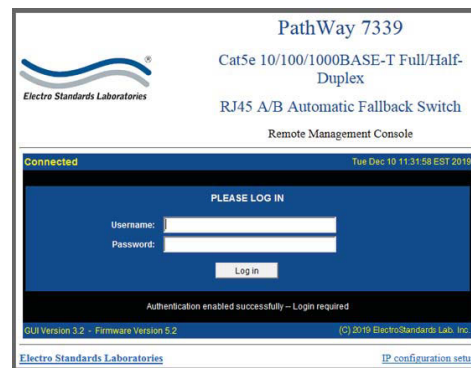 PathWay 7339
Cat5e 10/100/1000BASE-T Full/Half-
Duplex
RJ45 A/B Automatic Fallback Switch
Remote Management Console
®
Electro Standards Laboratories
Connected
Tue Dec 10 11:31:58 EST 2019
PLEASE LOG IN
Username:
Password:
Log in
Authentication enabled successfully – Login required
GUI Version 3.2 - Firmware Version 5.2
(C) 2019 ElectroStandards Lab. Inc.
Electro Standards Laboratories
IP configuration setu